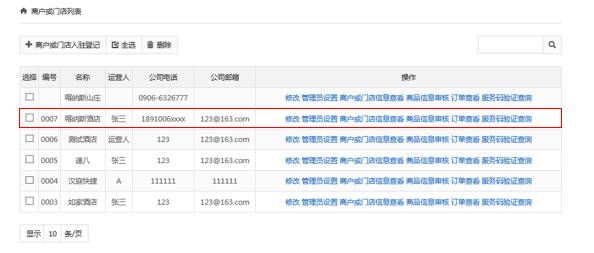 商户或门店列表
商户或门店入驻登记 全选 删除
选择 编号 名称 运营人 公司电话 公司邮箱 操作
喀纳斯山庄 0906-6326777 修改 管理员设置 商户或门店信息查看 商品信息审核 订单查看 服务码验证查询
0007 喀纳斯酒店 张三 1891006xxxx 123@163.com 修改 管理员设置 商户或门店信息查看 商品信息审核 订单查看 服务码验证查询
0006 测试酒店 运营人 123 123@163.com 修改 管理员设置 商户或门店信息查看 商品信息审核 订单查看 服务码验证查询
0005 速八 张三 123 123@163.com 修改 管理员设置 商户或门店信息查看 商品信息审核 订单查看 服务码验证查询
0004 汉庭快捷 A 111111 111111 修改 管理员设置 商户或门店信息查看 商品信息审核 订单查看 服务码验证查询
0003 如家酒店 张三 123 123@163.com 修改 管理员设置 商户或门店信息查看 商品信息审核 订单查看 服务码验证查询
显示 10 条/页